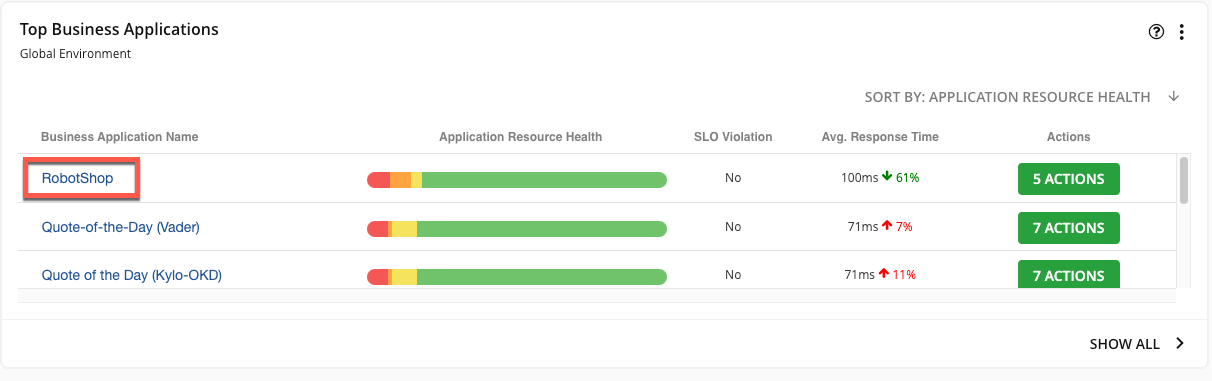 Top Business Applications
Global Environment
SORT BY: APPLICATION RESOURCE HEALTH
Business Application Name Application Resource Health SLO Violation Avg. Response Time Actions
RobotShop No 100ms 61% 5 ACTIONS
Quote-of-the-Day (Vader) No 71ms 7% 7 ACTIONS
Quote of the Day (Kylo-OKD) No 71ms 11% 7 ACTIONS
SHOW ALL